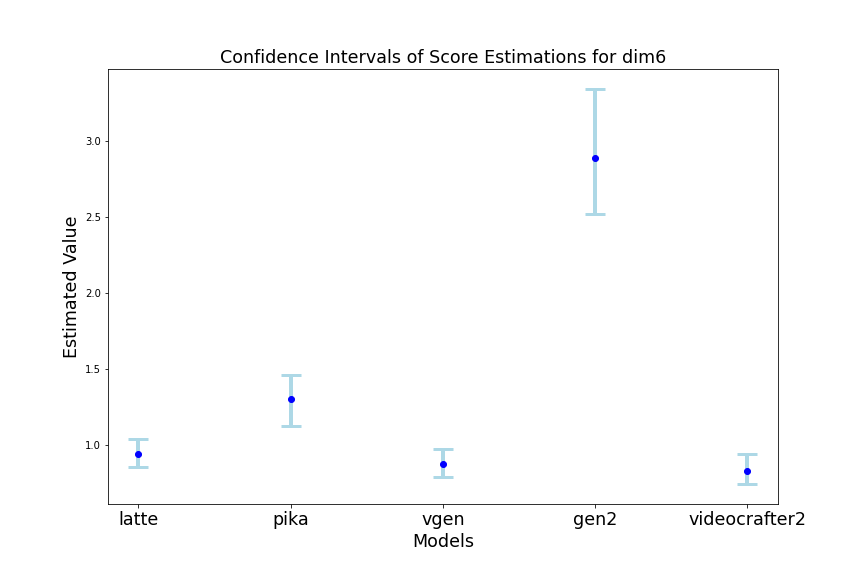 Confidence Intervals of Score Estimations for dim6
Estimated Value
3.0
2.5
2.0
1.5
1.0
latte pika vgen gen2 videocrafter2
Models